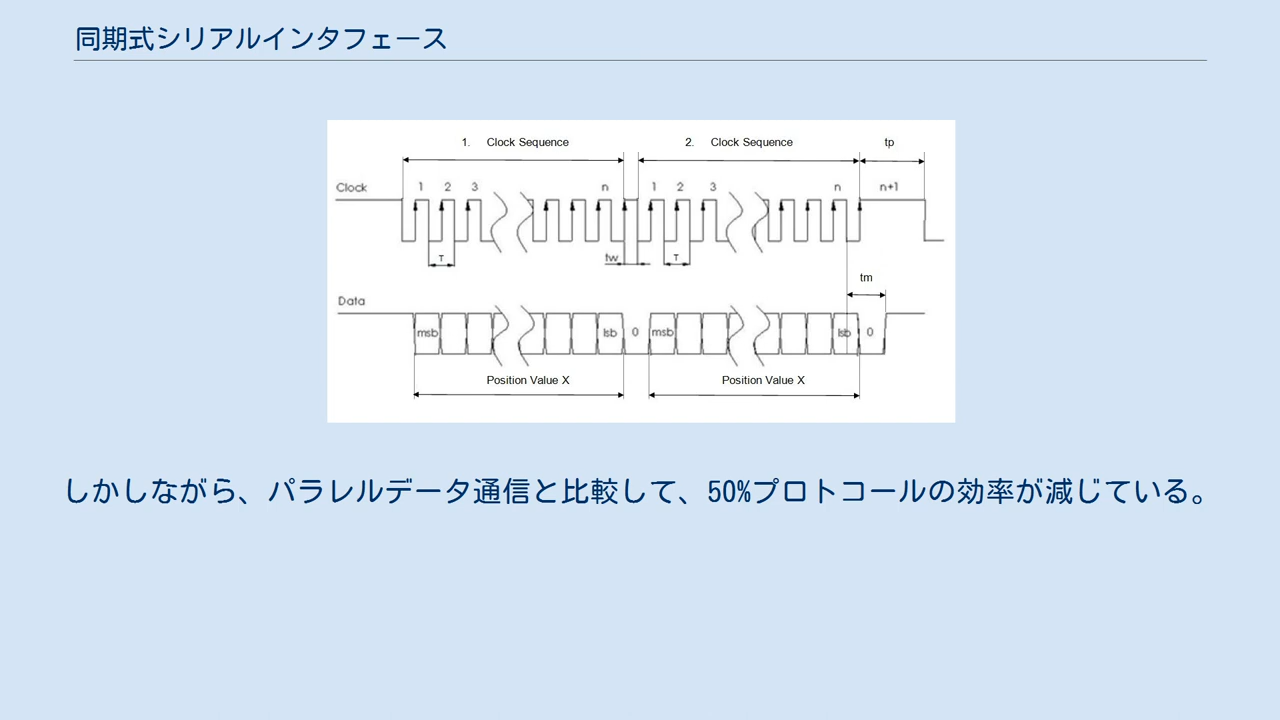 同期式シリアルインタフェース
1. Clock Sequence 2. Clock Sequence tp
Clock 1 2 3 n 1 2 3 n n+1
T tw T
tm
Data
msb lsb 0 msb lsb 0
Position Value X Position Value X
しかしながら、パラレルデータ通信と比較して、50%プロトコールの効率が減じている。